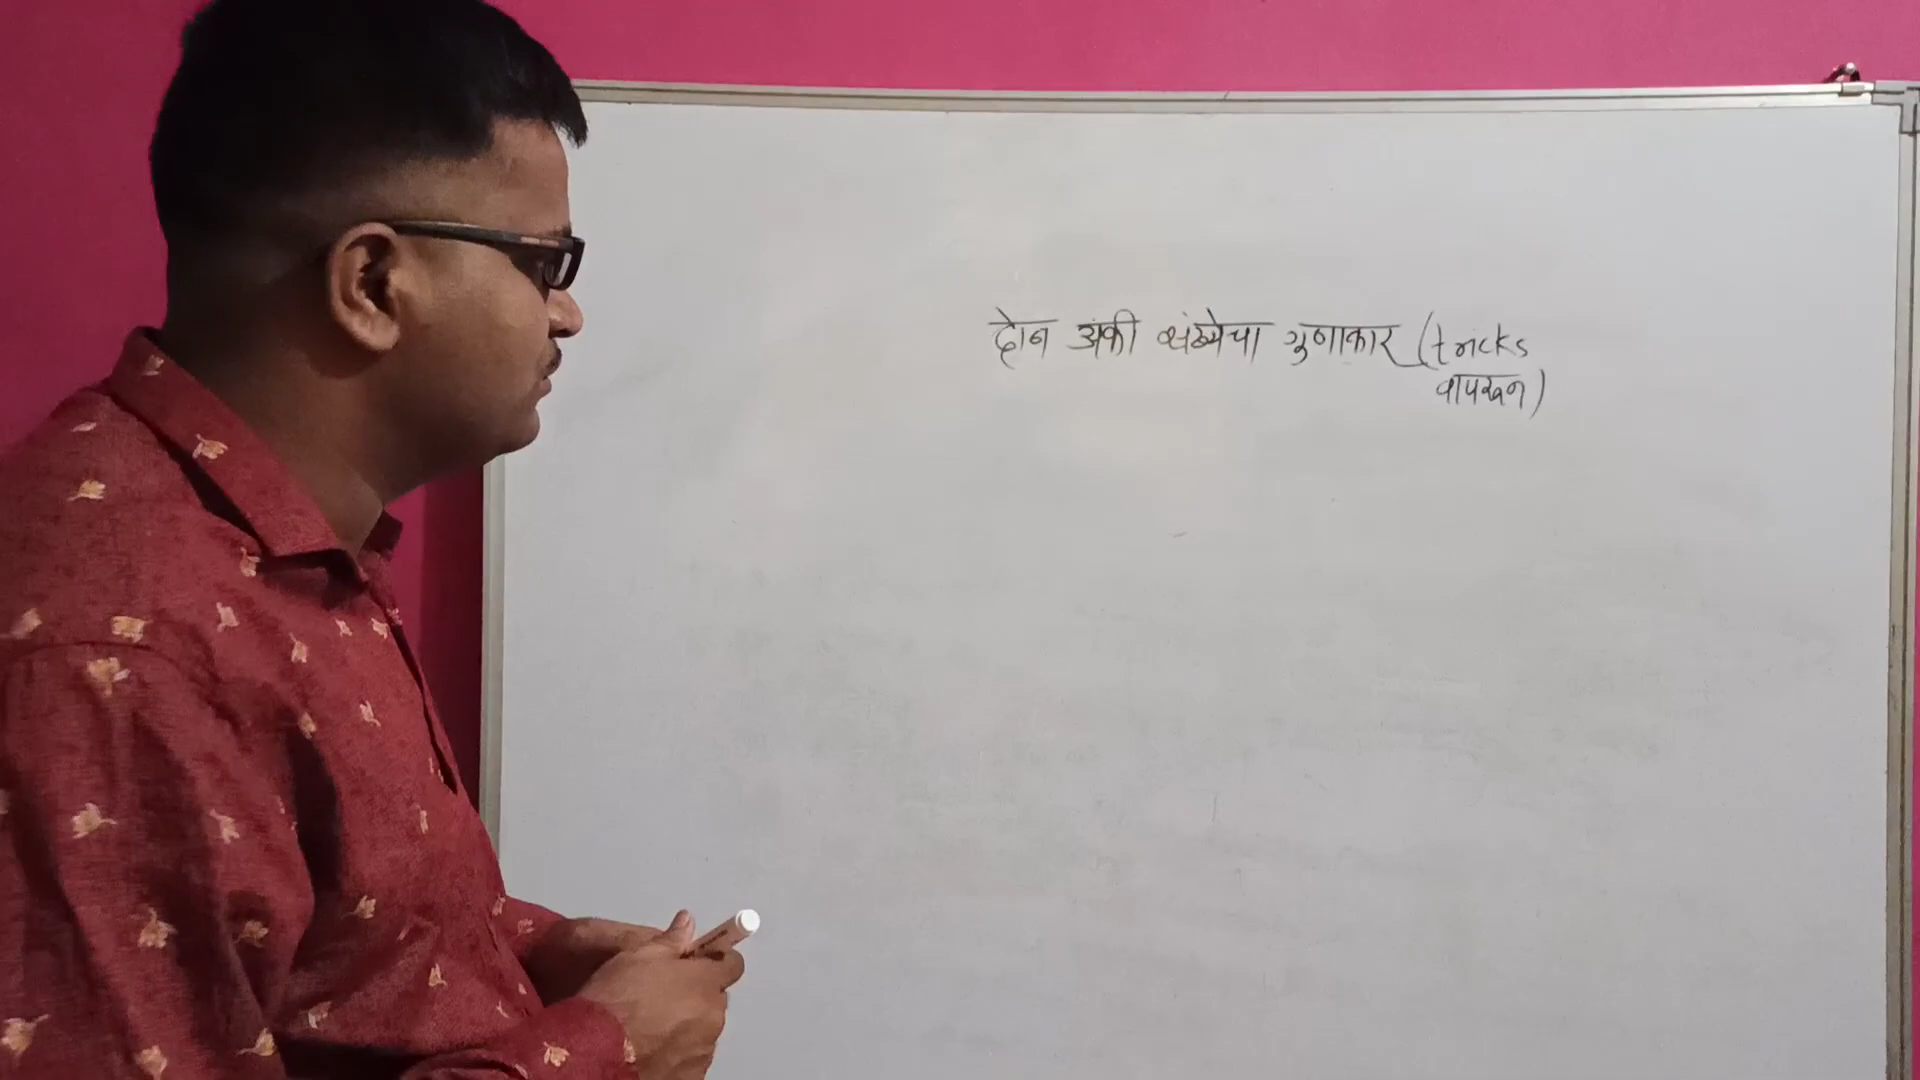 दोन अंकी संख्येचा गुणाकार (tricks
वापरून)